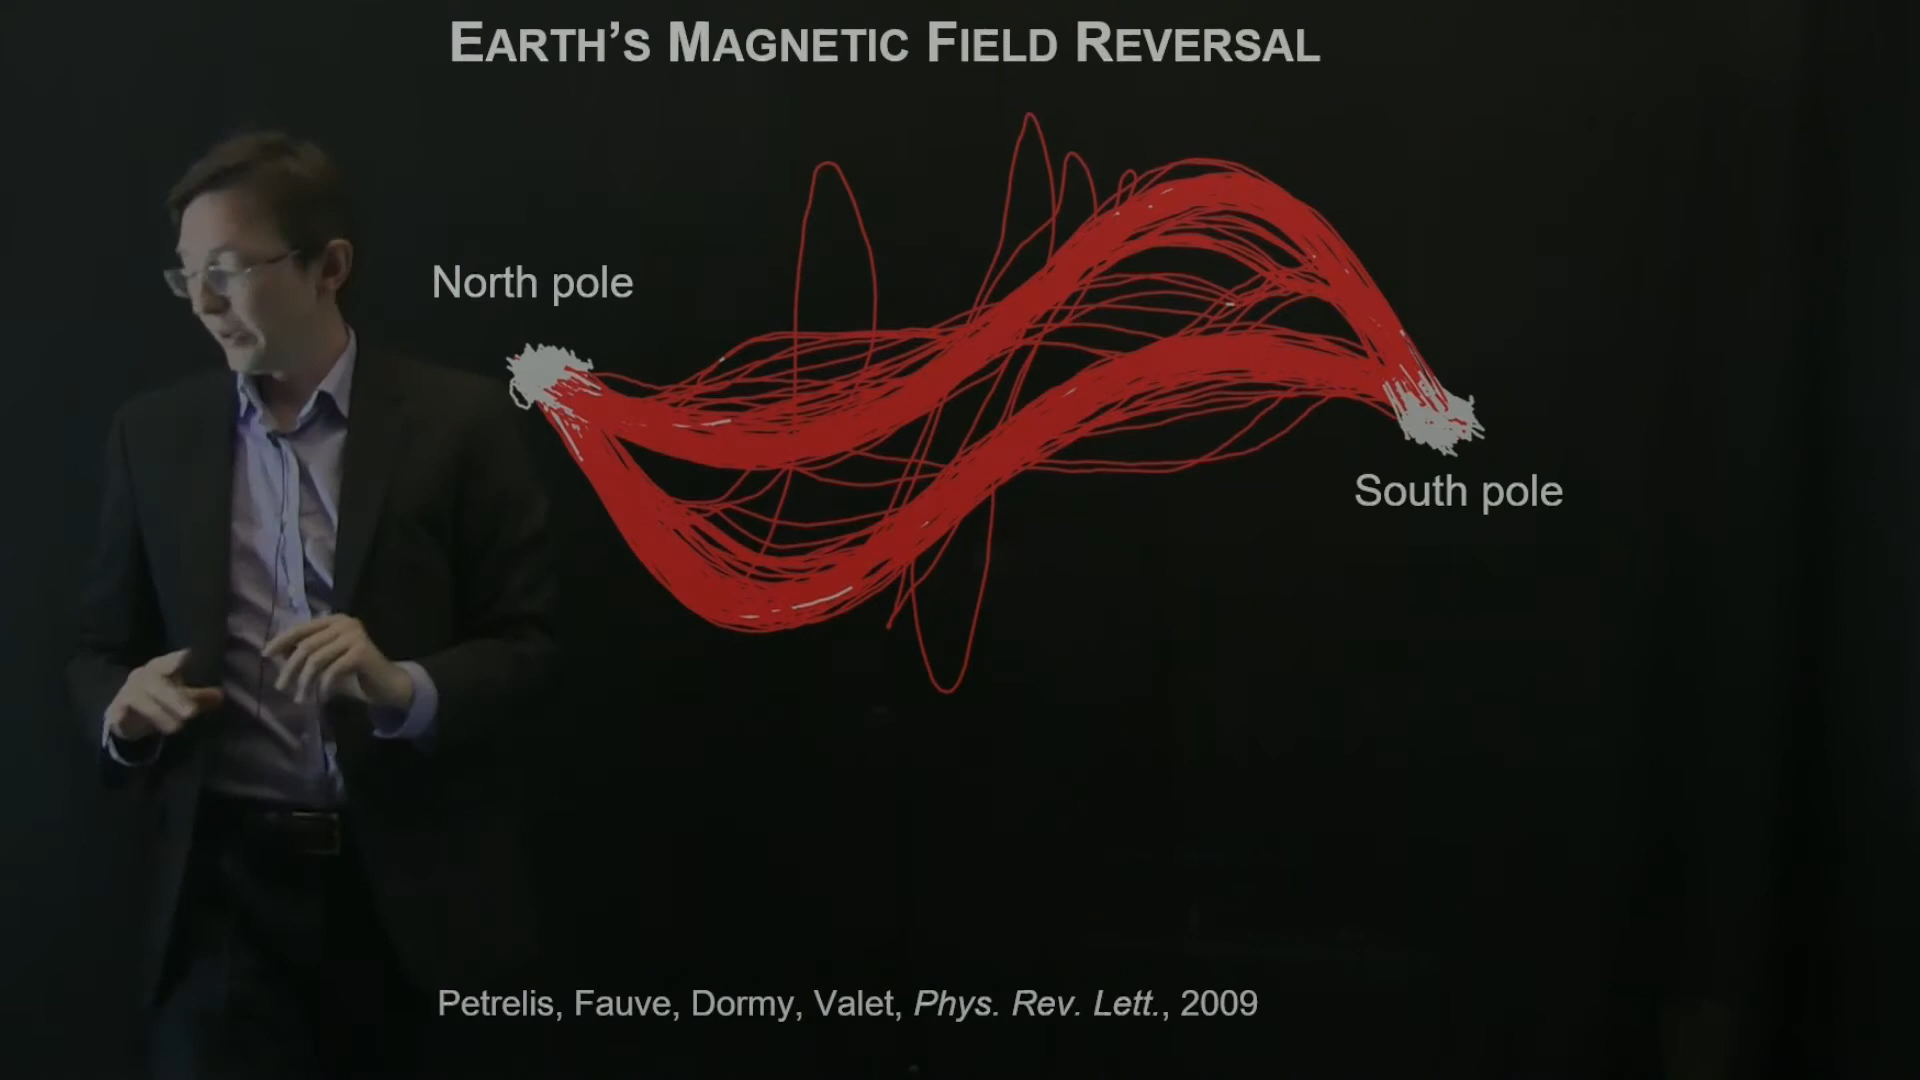 EARTH'S MAGNETIC FIELD REVERSAL
North pole
South pole
Petrelis, Fauve, Dormy, Valet, Phys. Rev. Lett., 2009